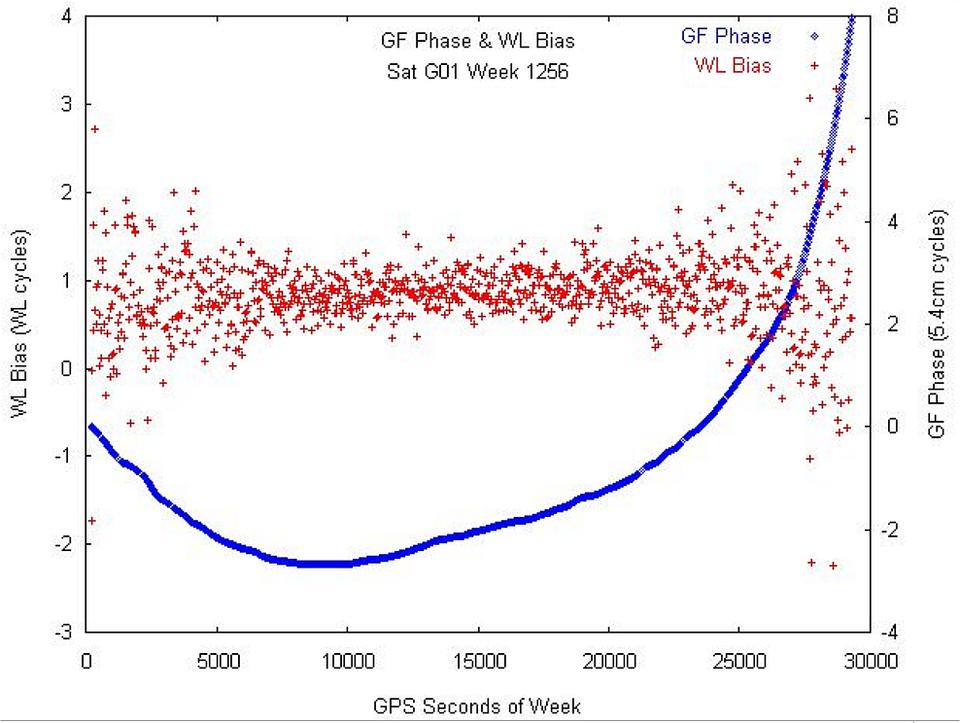 GF Phase & WL Bias
Sat G01 Week 1256
GF Phase
WL Bias
4
3
2
1
0
-1
-2
-3
WL Bias (WL cycles)
8
6
4
2
0
-2
-4
GF Phase (5.4cm cycles)
0 5000 10000 15000 20000 25000 30000
GPS Seconds of Week